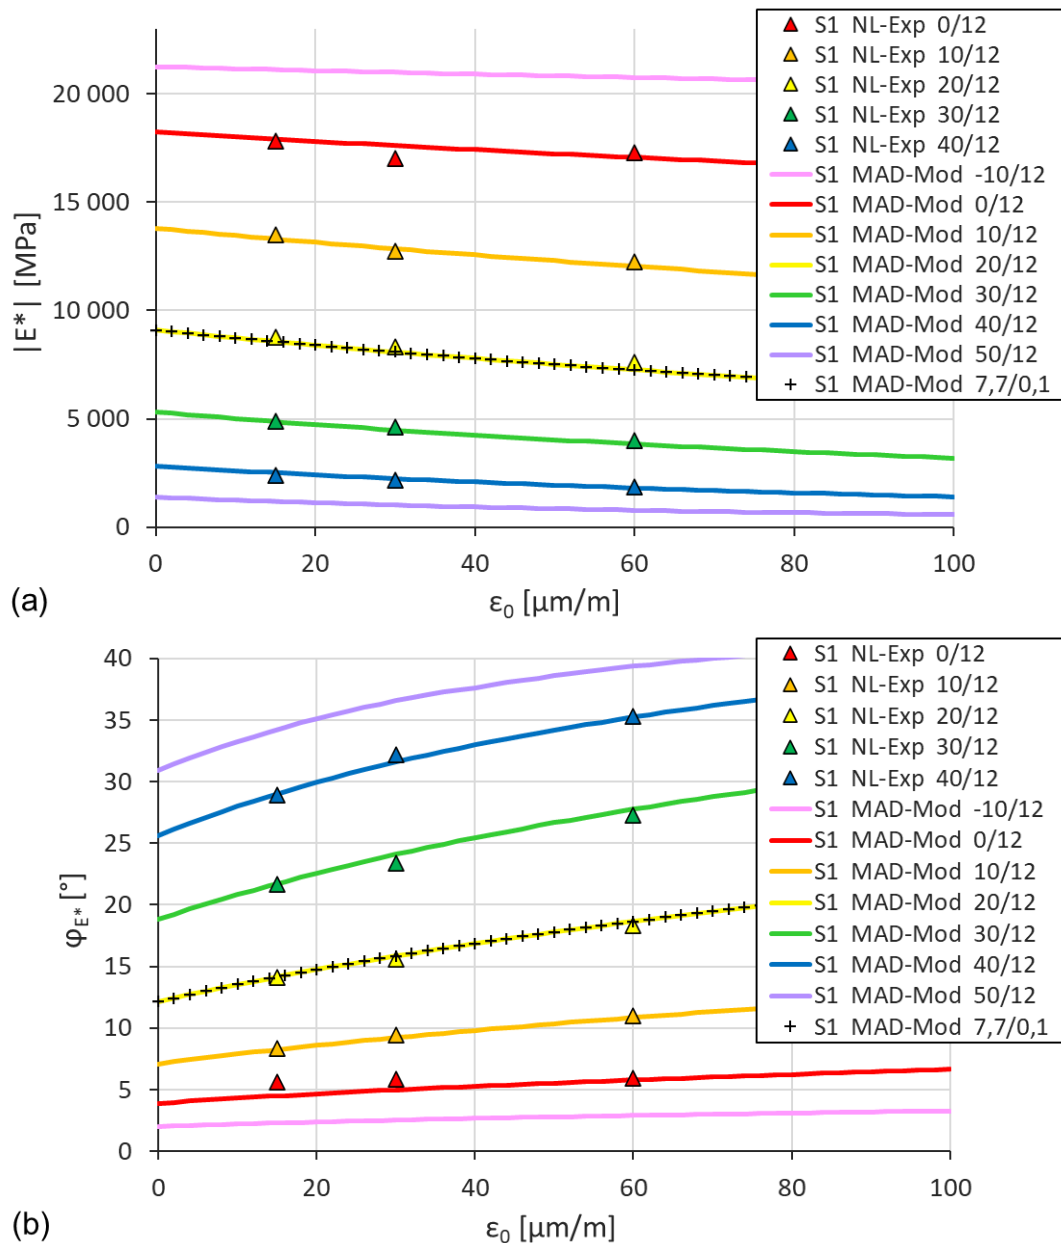 S1 NL-Exp 0/12
S1 NL-Exp 10/12
S1 NL-Exp 20/12
S1 NL-Exp 30/12
S1 NL-Exp 40/12
S1 MAD-Mod -10/12
S1 MAD-Mod 0/12
S1 MAD-Mod 10/12
S1 MAD-Mod 20/12
S1 MAD-Mod 30/12
S1 MAD-Mod 40/12
S1 MAD-Mod 50/12
S1 MAD-Mod 7,7/0,1
|E*| [MPa]
20 000
15 000
10 000
5 000
0
0 20 40 60 80 100
ε₀ [μm/m]
(a)
S1 NL-Exp 0/12
S1 NL-Exp 10/12
S1 NL-Exp 20/12
S1 NL-Exp 30/12
S1 NL-Exp 40/12
S1 MAD-Mod -10/12
S1 MAD-Mod 0/12
S1 MAD-Mod 10/12
S1 MAD-Mod 20/12
S1 MAD-Mod 30/12
S1 MAD-Mod 40/12
S1 MAD-Mod 50/12
S1 MAD-Mod 7,7/0,1
φE* [°]
40
35
30
25
20
15
10
5
0
0 20 40 60 80 100
ε₀ [μm/m]
(b)